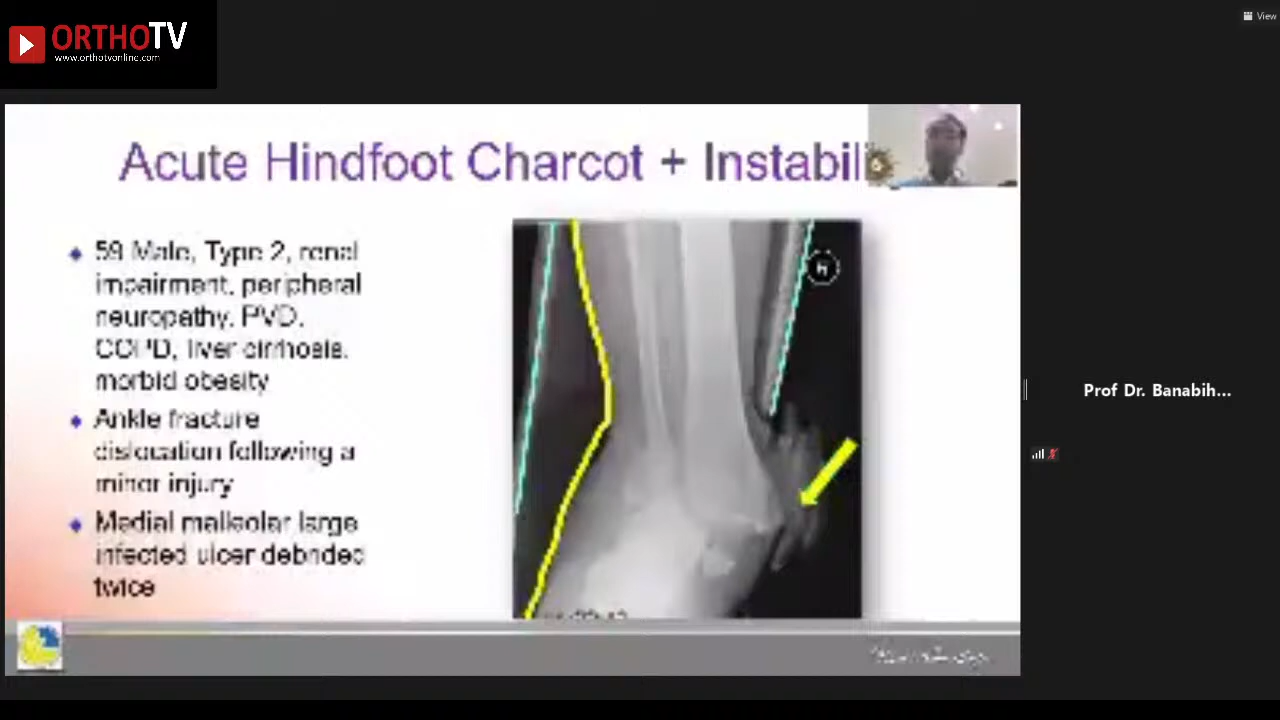 ORTHOTV
www.orthotvonline.com
View
Acute Hindfoot Charcot + Instabili
59 Male, Type 2, renal
impairment, peripheral
neuropathy, PVD,
COPD, liver cirrhosis,
morbid obesity
Ankle fracture
dislocation following a
minor injury
Medial malleolar large
infected ulcer debrided
twice
Prof Dr. Banabih...